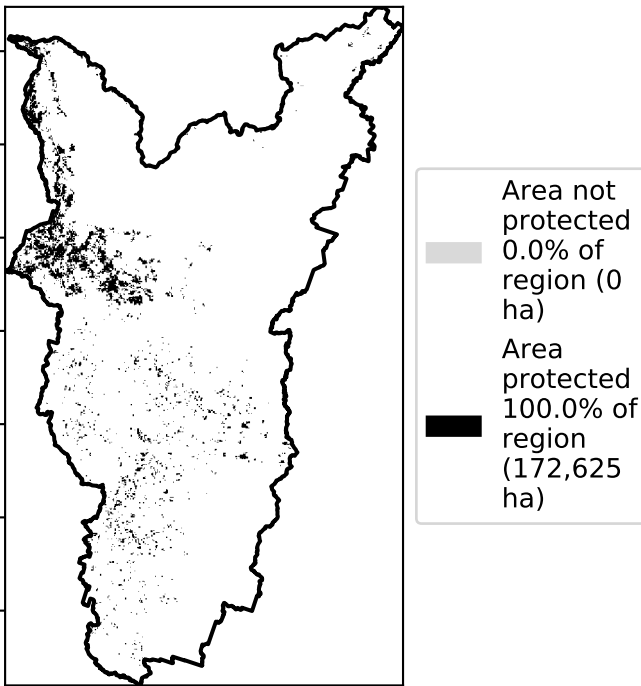 Area not
protected
0.0% of
region (0
ha)
Area
protected
100.0% of
region
(172,625
ha)